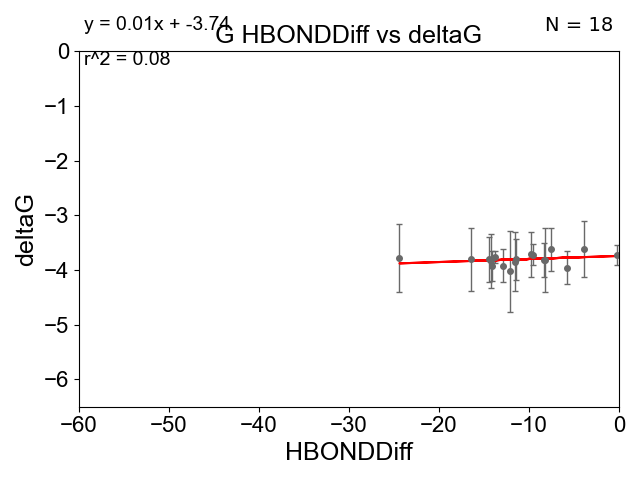 y = 0.01x + -3.74
N = 18
G HBONDDiff vs deltaG
r^2 = 0.08
0
−1
−2
−3
−4
−5
−6
deltaG
−60 −50 −40 −30 −20 −10 0
HBONDDiff